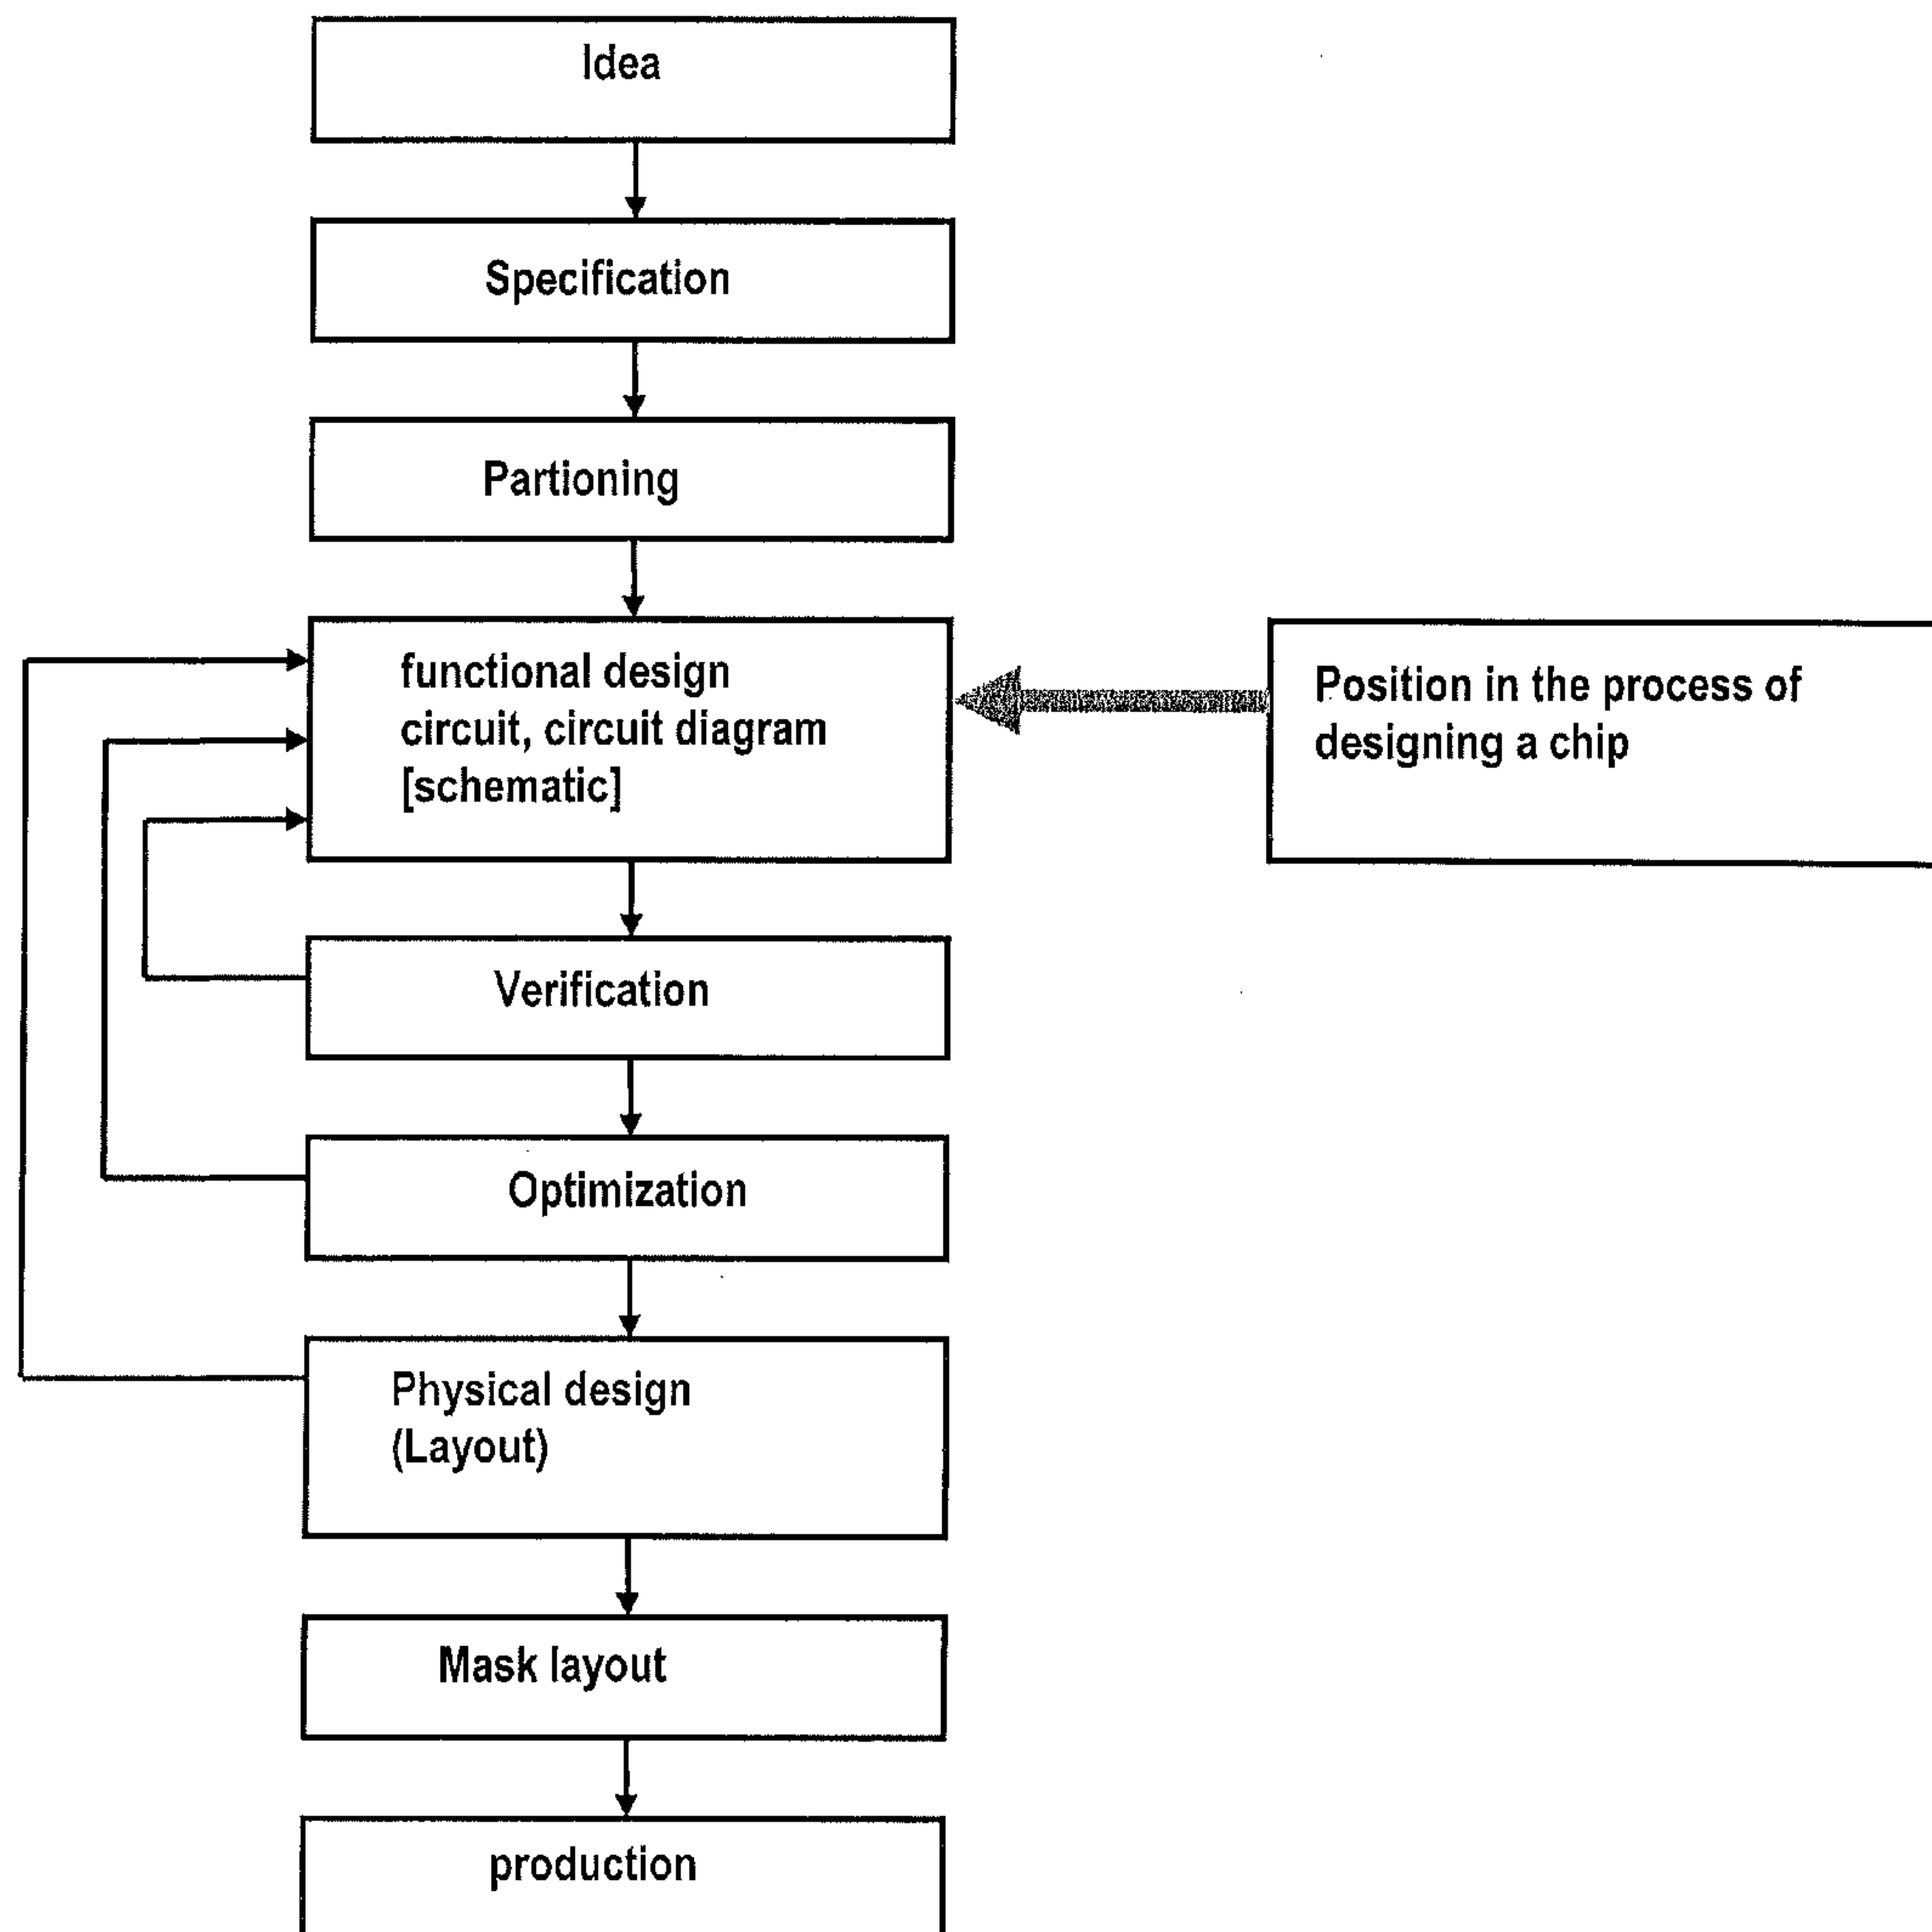 Idea
Specification
Partioning
functional design
circuit, circuit diagram
[schematic]
Position in the process of
designing a chip
Verification
Optimization
Physical design
(Layout)
Mask layout
production